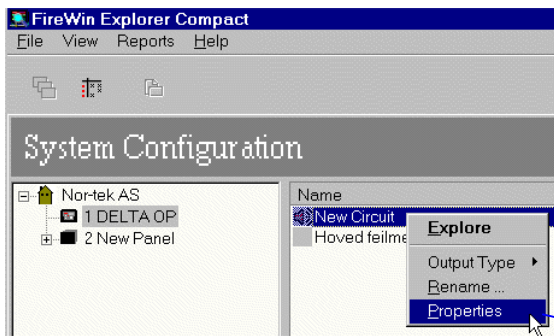 FireWin Explorer Compact
File View Reports Help
System Configuration
Nor-tek AS
1 DELTA OP
2 New Panel
Name
New Circuit
Hoved feilme
Explore
Output Type
Rename ...
Properties